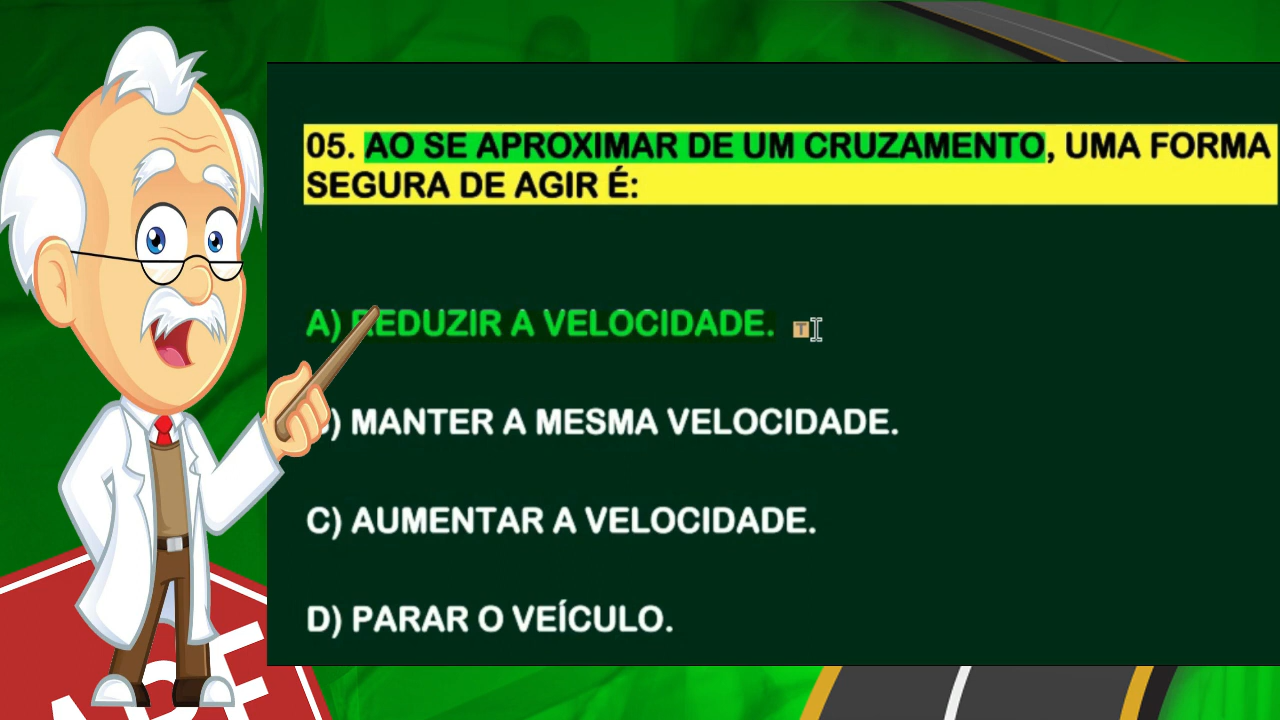 05. AO SE APROXIMAR DE UM CRUZAMENTO, UMA FORMA
SEGURA DE AGIR É:
A) REDUZIR A VELOCIDADE.
) MANTER A MESMA VELOCIDADE.
C) AUMENTAR A VELOCIDADE.
D) PARAR O VEÍCULO.